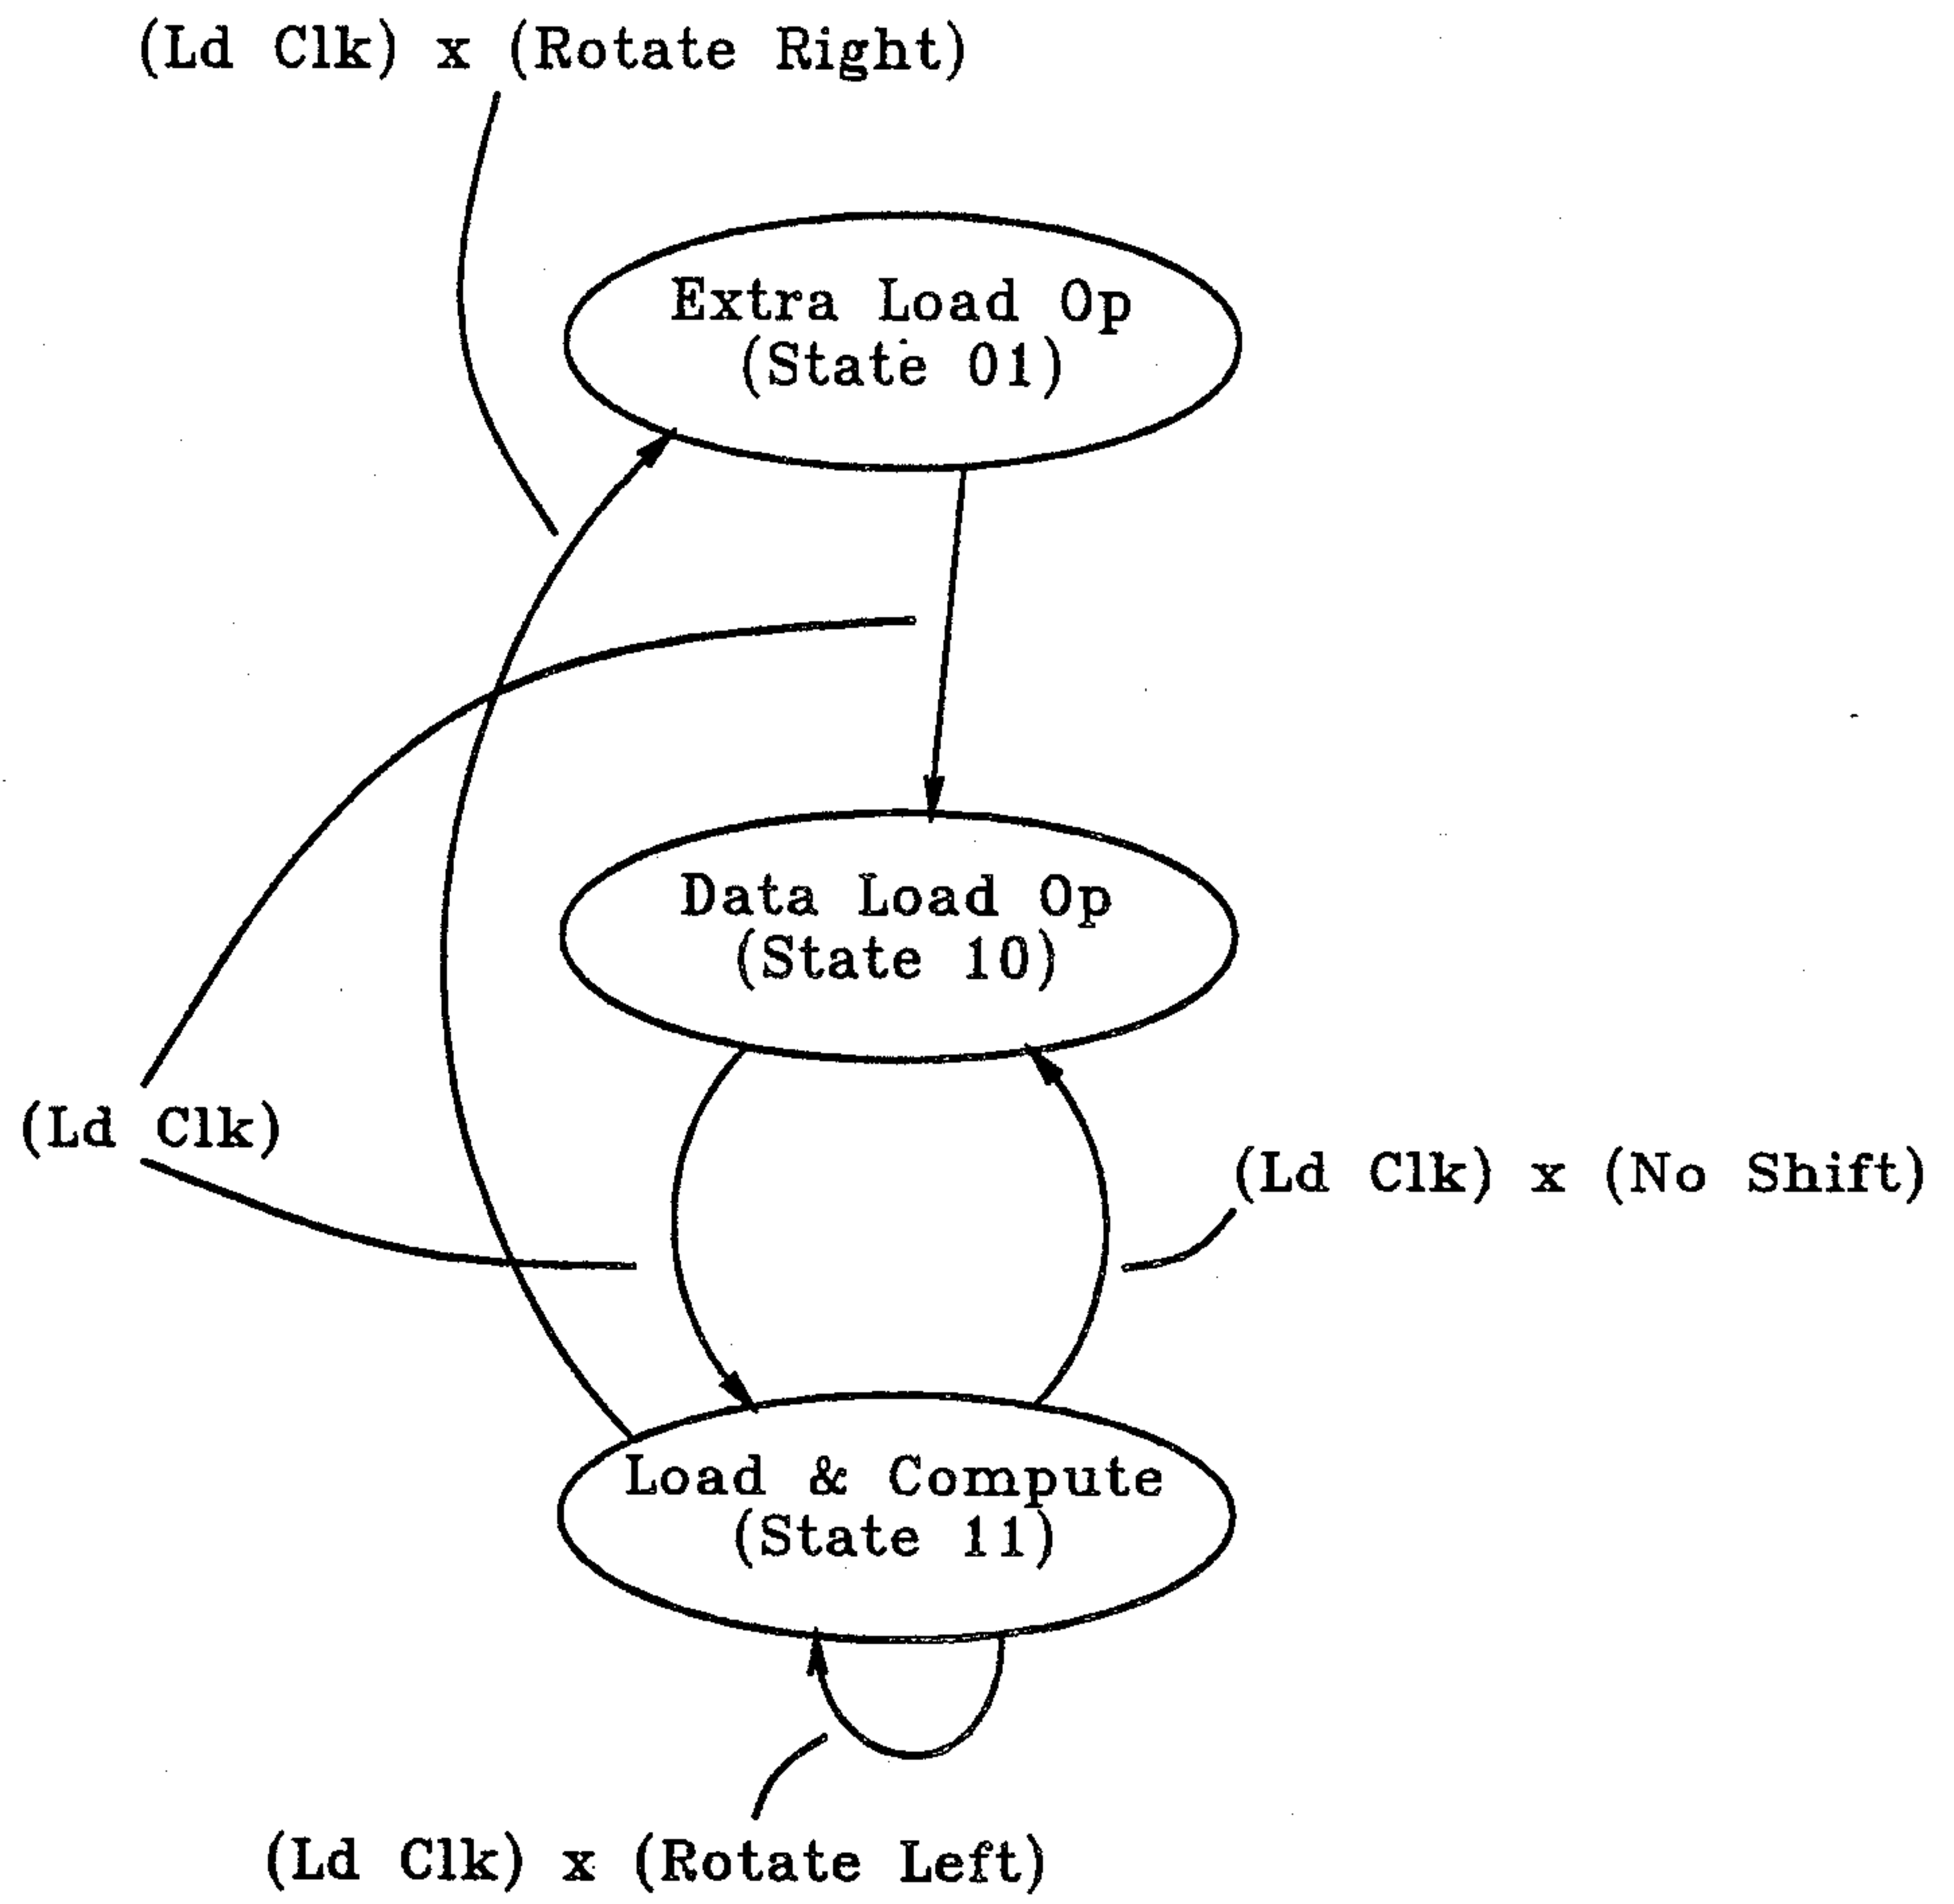 (Ld Clk) x (Rotate Right)
Extra Load Op
(State 01)
Data Load Op
(State 10)
(Ld Clk)
(Ld Clk) x (No Shift)
Load & Compute
(State 11)
(Ld Clk) x (Rotate Left)